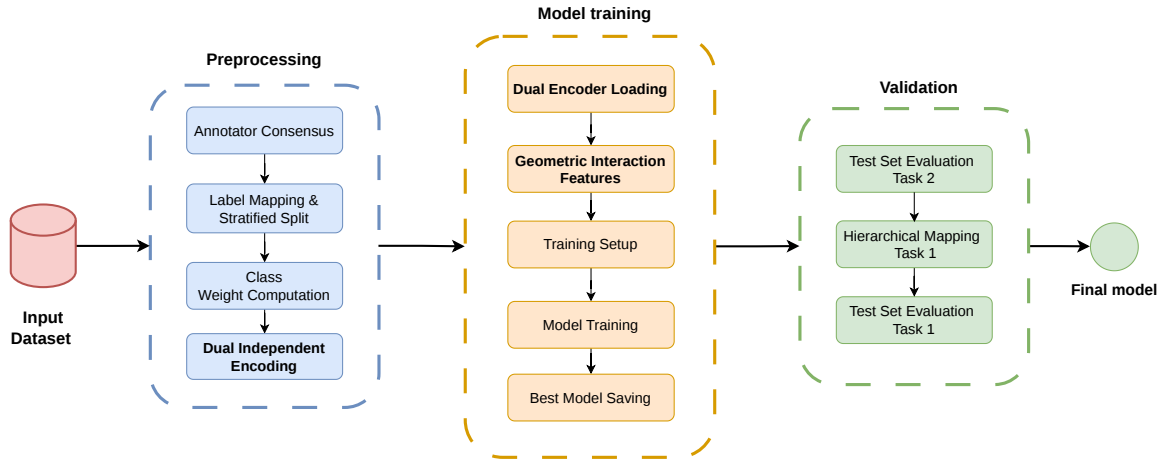 Input
Dataset
Preprocessing
Annotator Consensus
Label Mapping &
Stratified Split
Class
Weight Computation
Dual Independent
Encoding
Model training
Dual Encoder Loading
Geometric Interaction
Features
Training Setup
Model Training
Best Model Saving
Validation
Test Set Evaluation
Task 2
Hierarchical Mapping
Task 1
Test Set Evaluation
Task 1
Final model